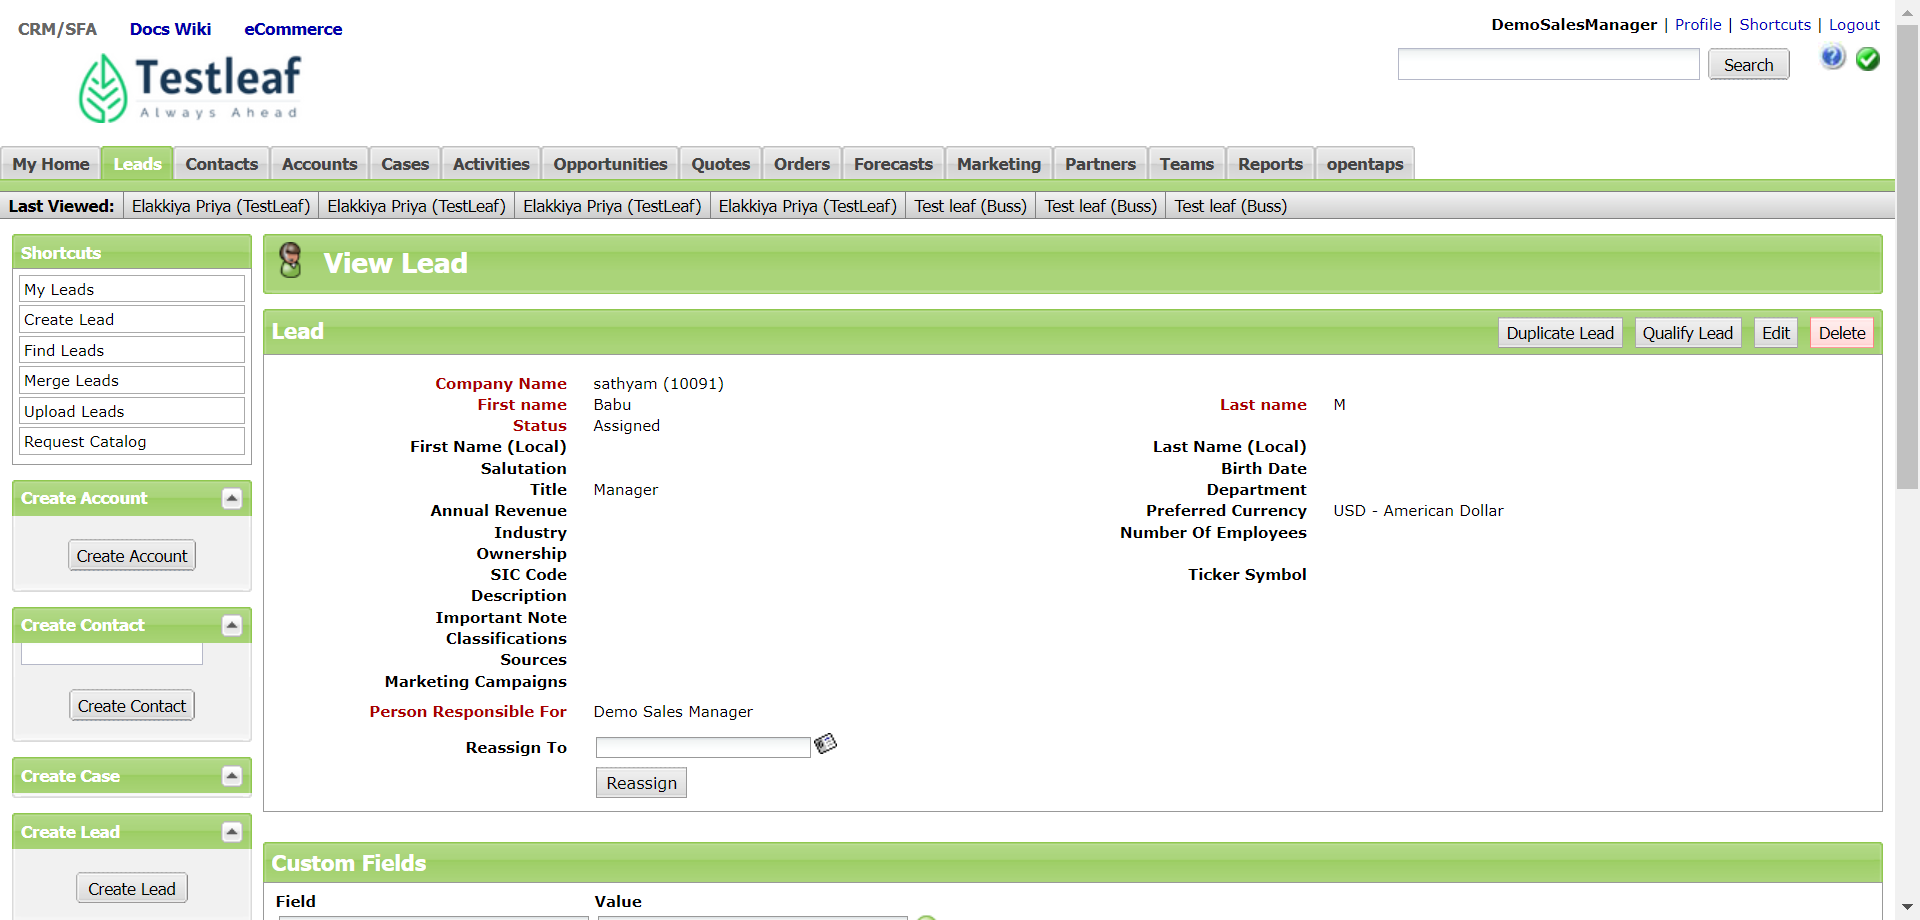 CRM/SFA Docs Wiki eCommerce
DemoSalesManager | Profile | Shortcuts | Logout
Testleaf
Always Ahead
Search
My Home Leads Contacts Accounts Cases Activities Opportunities Quotes Orders Forecasts Marketing Partners Teams Reports opentaps
Last Viewed: Elakkiya Priya (TestLeaf) Elakkiya Priya (TestLeaf) Elakkiya Priya (TestLeaf) Elakkiya Priya (TestLeaf) Test leaf (Buss) Test leaf (Buss) Test leaf (Buss)
Shortcuts
My Leads
Create Lead
Find Leads
Merge Leads
Upload Leads
Request Catalog
Create Account
Create Account
Create Contact
Create Contact
Create Case
Create Lead
Create Lead
View Lead
Lead
Duplicate Lead Qualify Lead Edit Delete
Company Name sathyam (10091)
First name Babu Last name M
Status Assigned
First Name (Local) Last Name (Local)
Salutation Birth Date
Title Manager Department
Annual Revenue Preferred Currency USD - American Dollar
Industry Number Of Employees
Ownership
SIC Code Ticker Symbol
Description
Important Note
Classifications
Sources
Marketing Campaigns
Person Responsible For Demo Sales Manager
Reassign To
Reassign
Custom Fields
Field Value